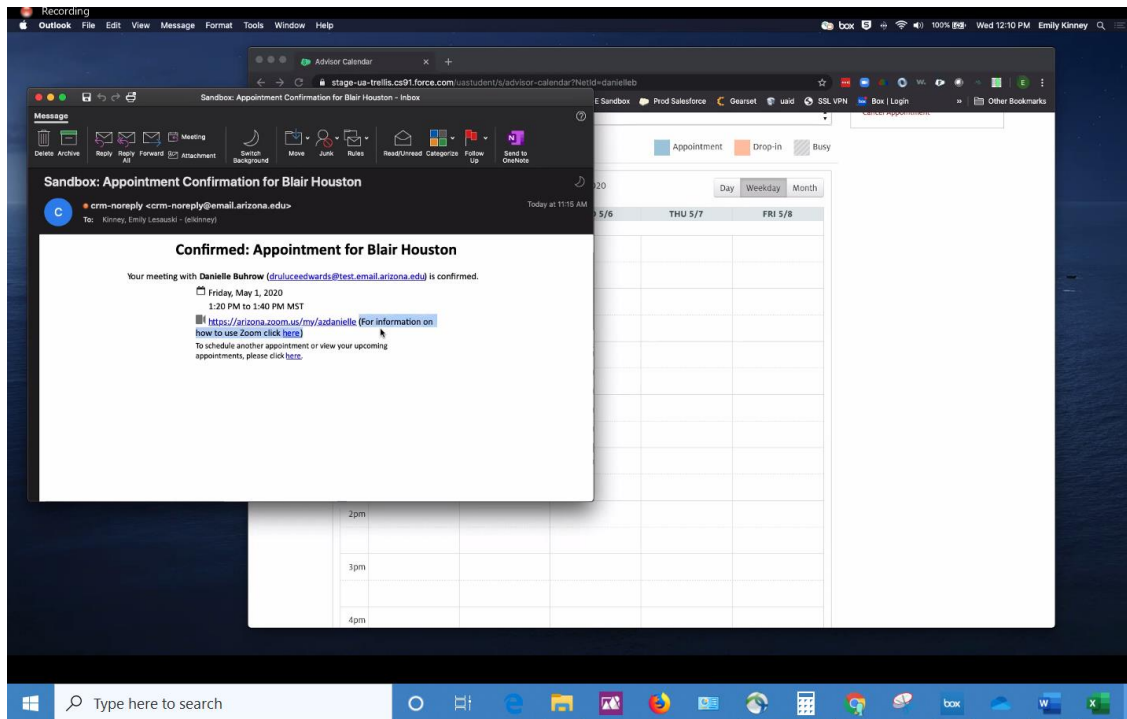 Recording
Outlook File Edit View Message Format Tools Window Help
box 100% Wed 12:10 PM Emily Kinney
Advisor Calendar
stage-ua-trellis.cs91.force.com/uastudent/s/advisor-calendar?NetId=danielleb
E Sandbox Prod Salesforce Gearset uaid SSL VPN Box | Login » Other Bookmarks
Cancel Appointment
Appointment Drop-in Busy
Day Weekday Month
5/6 THU 5/7 FRI 5/8
2pm
3pm
4pm
Sandbox: Appointment Confirmation for Blair Houston - Inbox
Message
Delete Archive Reply Reply All Forward Meeting Attachment Switch Background Move Junk Rules Read/Unread Categorize Follow Up Send to OneNote
Sandbox: Appointment Confirmation for Blair Houston
C
crm-noreply <crm-noreply@email.arizona.edu>
Today at 11:15 AM
To: Kinney, Emily Lesauski - (elkinney)
Confirmed: Appointment for Blair Houston
Your meeting with Danielle Buhrow (druluceedwards@test.email.arizona.edu) is confirmed.
Friday, May 1, 2020
1:20 PM to 1:40 PM MST
https://arizona.zoom.us/my/azdanielle (For information on
how to use Zoom click here)
To schedule another appointment or view your upcoming
appointments, please click here.
Type here to search
box